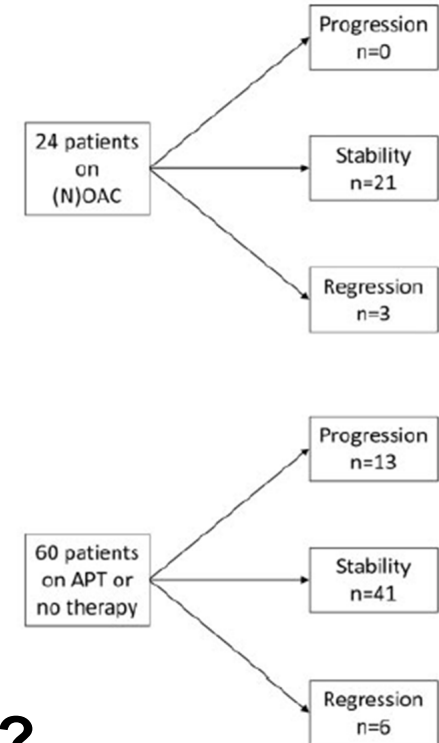 Progression
n=0
24 patients
on
(N)OAC
Stability
n=21
Regression
n=3
Progression
n=13
60 patients
on APT or
no therapy
Stability
n=41
Regression
n=6
?